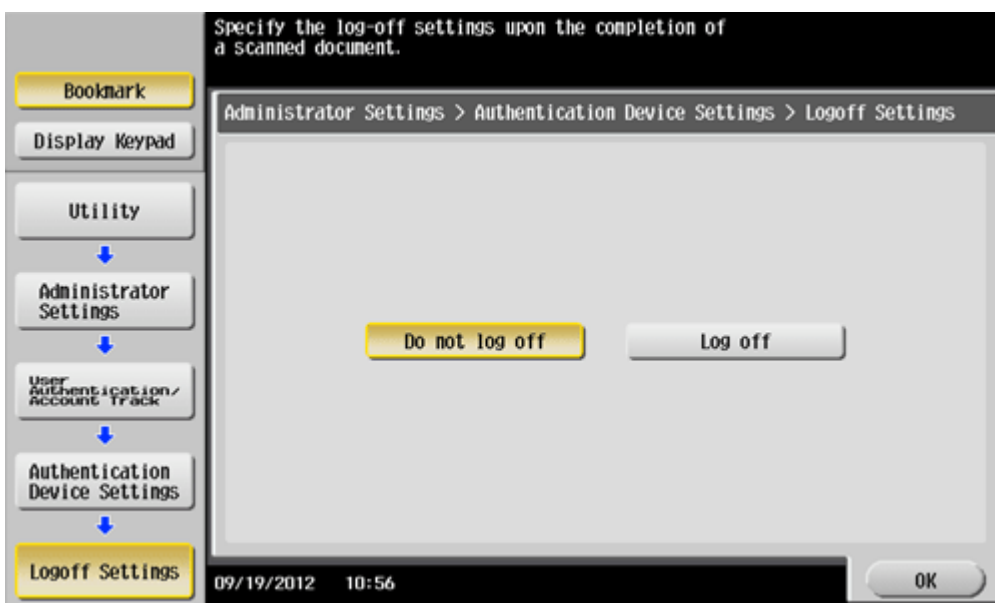 Specify the log-off settings upon the completion of
a scanned document.
Bookmark
Display Keypad
Utility
Administrator
Settings
User
Authentication/
Account Track
Authentication
Device Settings
Logoff Settings
Administrator Settings > Authentication Device Settings > Logoff Settings
Do not log off
Log off
09/19/2012 10:56
OK